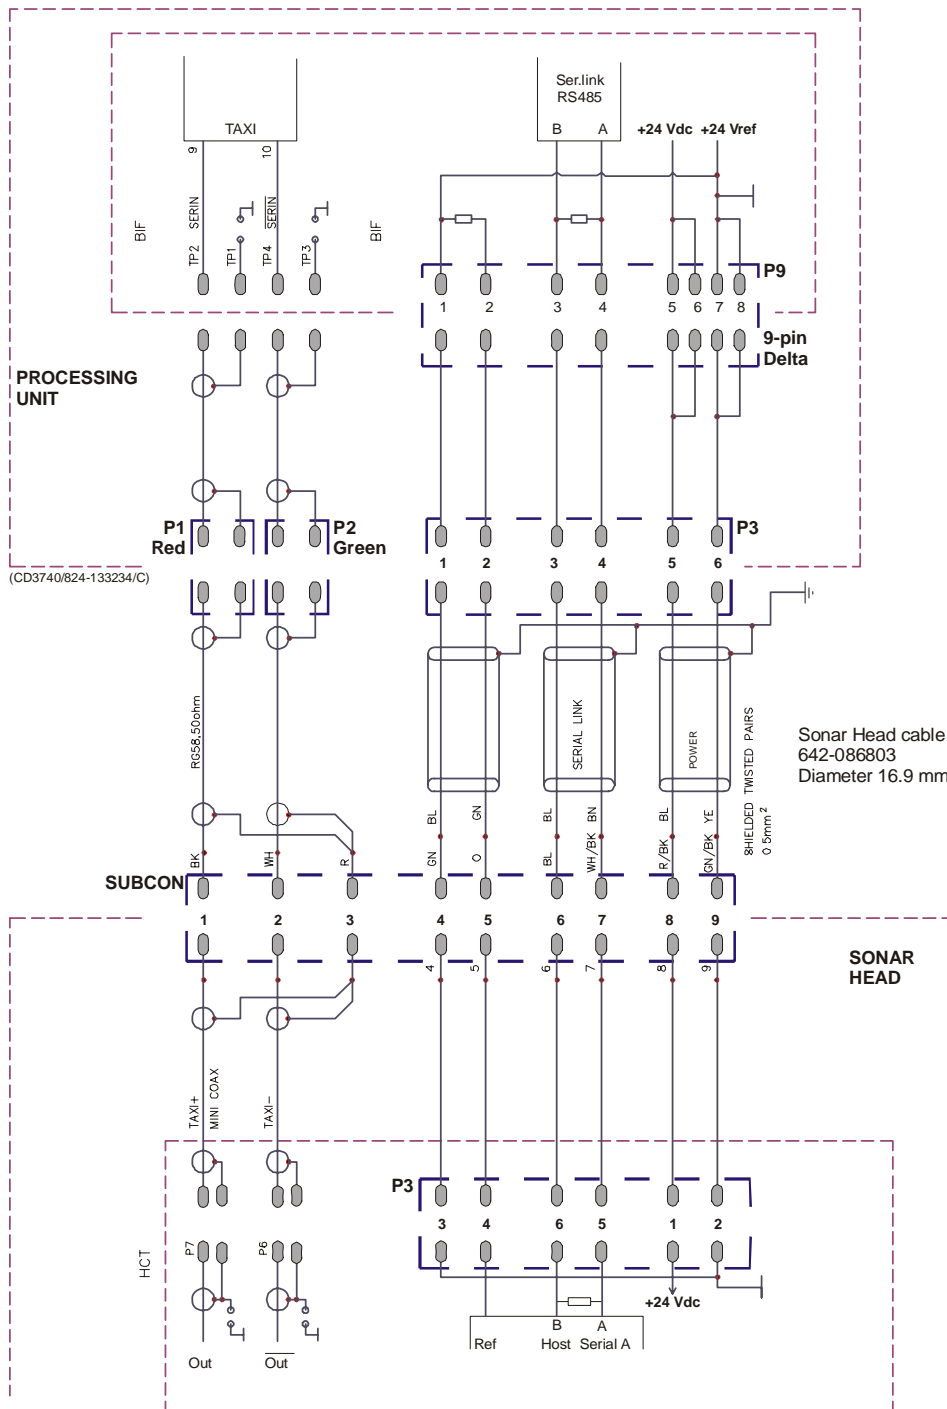 Ser.link
RS485
TAXI
B A
+24 Vdc +24 Vref
9 10
SERIN SERIN
BIF BIF
TP2 TP1 TP4 TP3
P9
1 2 3 4 5 6 7 8
9-pin
Delta
PROCESSING
UNIT
P1
Red
P2
Green
P3
1 2 3 4 5 6
(CD3740/824-133234/C)
RG58,50ohm
SERIAL LINK
POWER
SHIELDED TWISTED PAIRS
0 5mm²
Sonar Head cable
642-086803
Diameter 16.9 mm
BL GN BL BN BL YE
BK WH R GN O BL WH/BK R/BK GN/BK
SUBCON
1 2 3 4 5 6 7 8 9
4 5 6 7 8 9
SONAR
HEAD
TAXI+
MINI COAX
TAXI-
P3
3 4 6 5 1 2
HCT
P7 P6
+24 Vdc
B A
Ref Host Serial A
Out Out